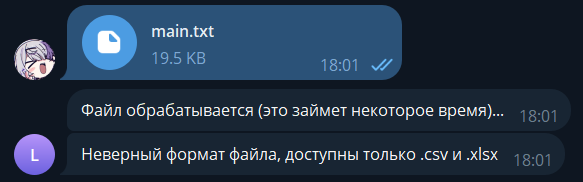 main.txt
19.5 KB
18:01
Файл обрабатывается (это займет некоторое время)...
18:01
L
Неверный формат файла, доступны только .csv и .xlsx
18:01